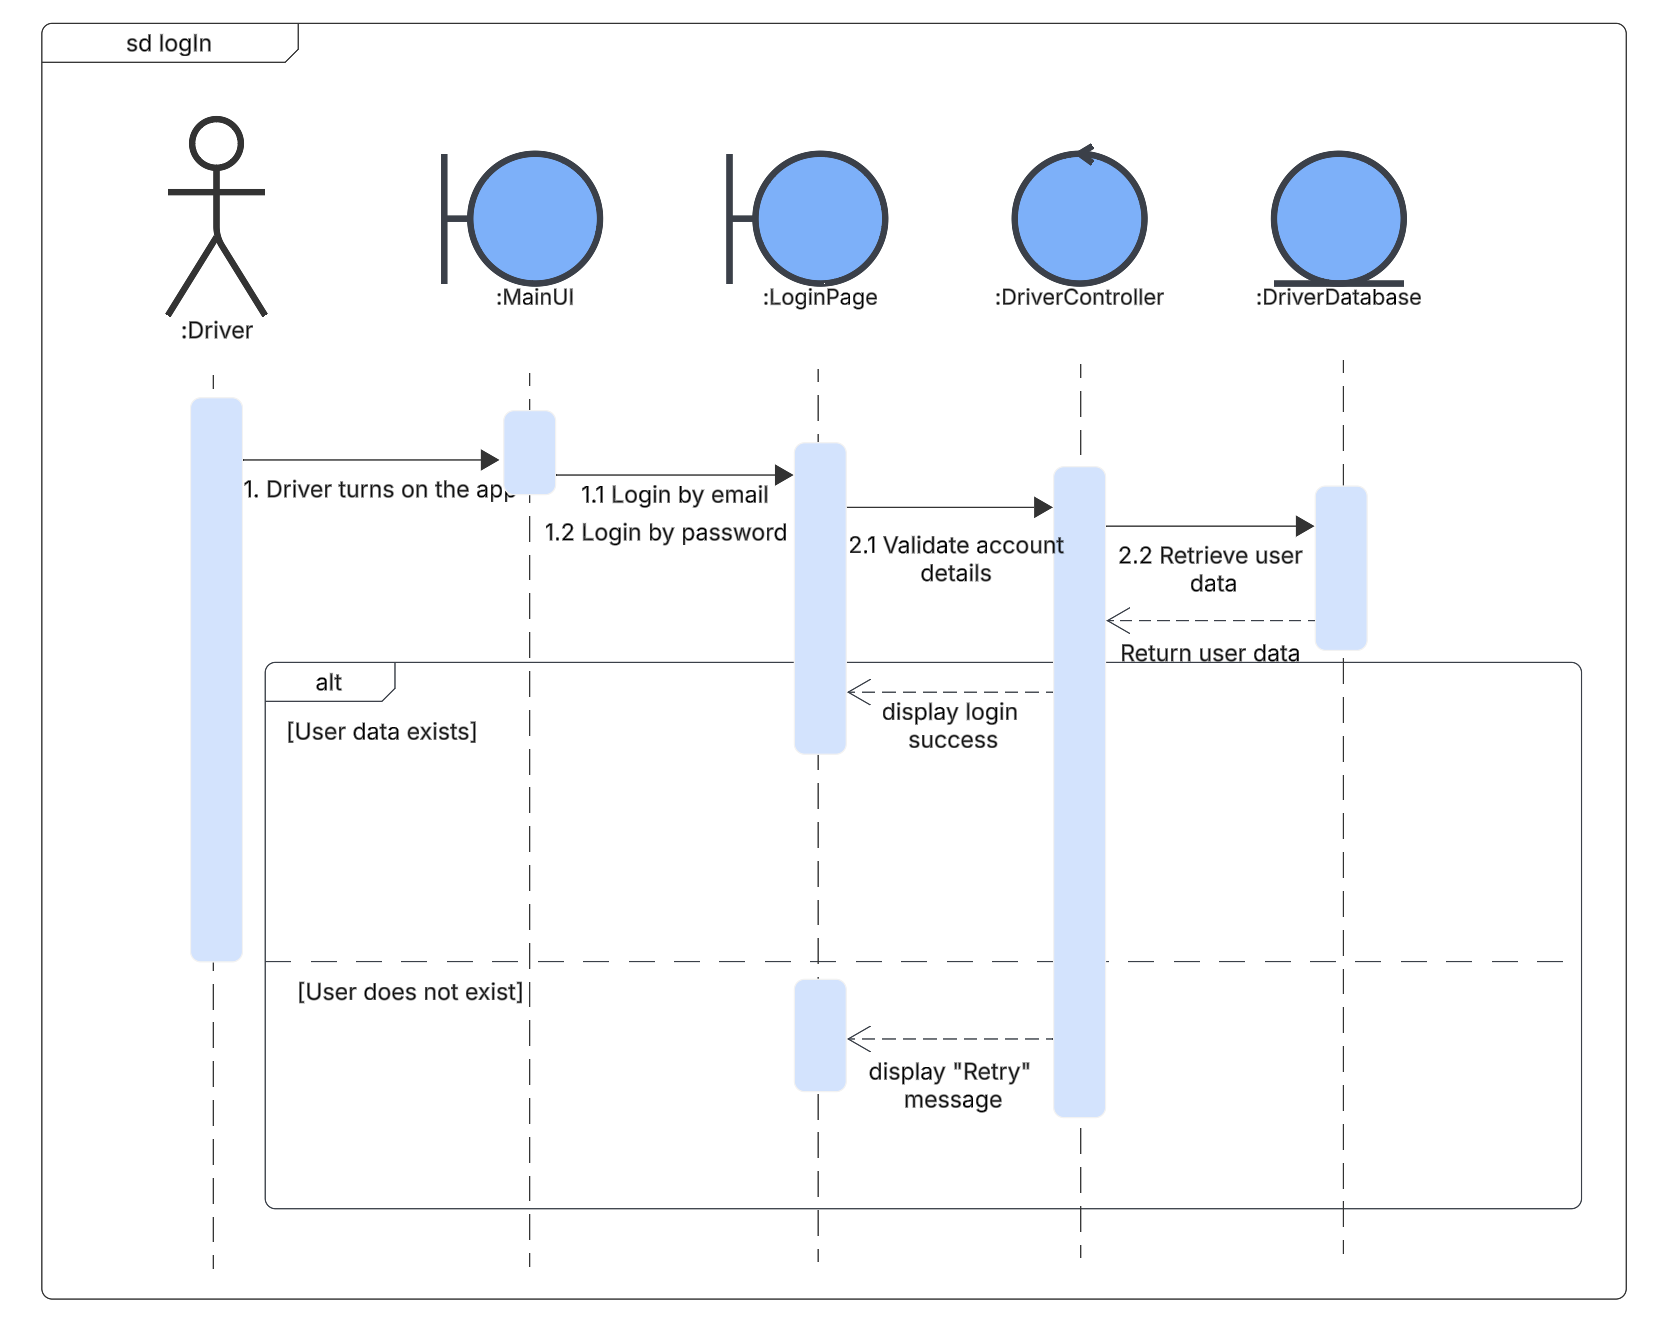 sd logIn
:Driver
:MainUI
:LoginPage
:DriverController
:DriverDatabase
1. Driver turns on the app
1.1 Login by email
1.2 Login by password
2.1 Validate account
details
2.2 Retrieve user
data
Return user data
alt
[User data exists]
display login
success
[User does not exist]
display "Retry"
message